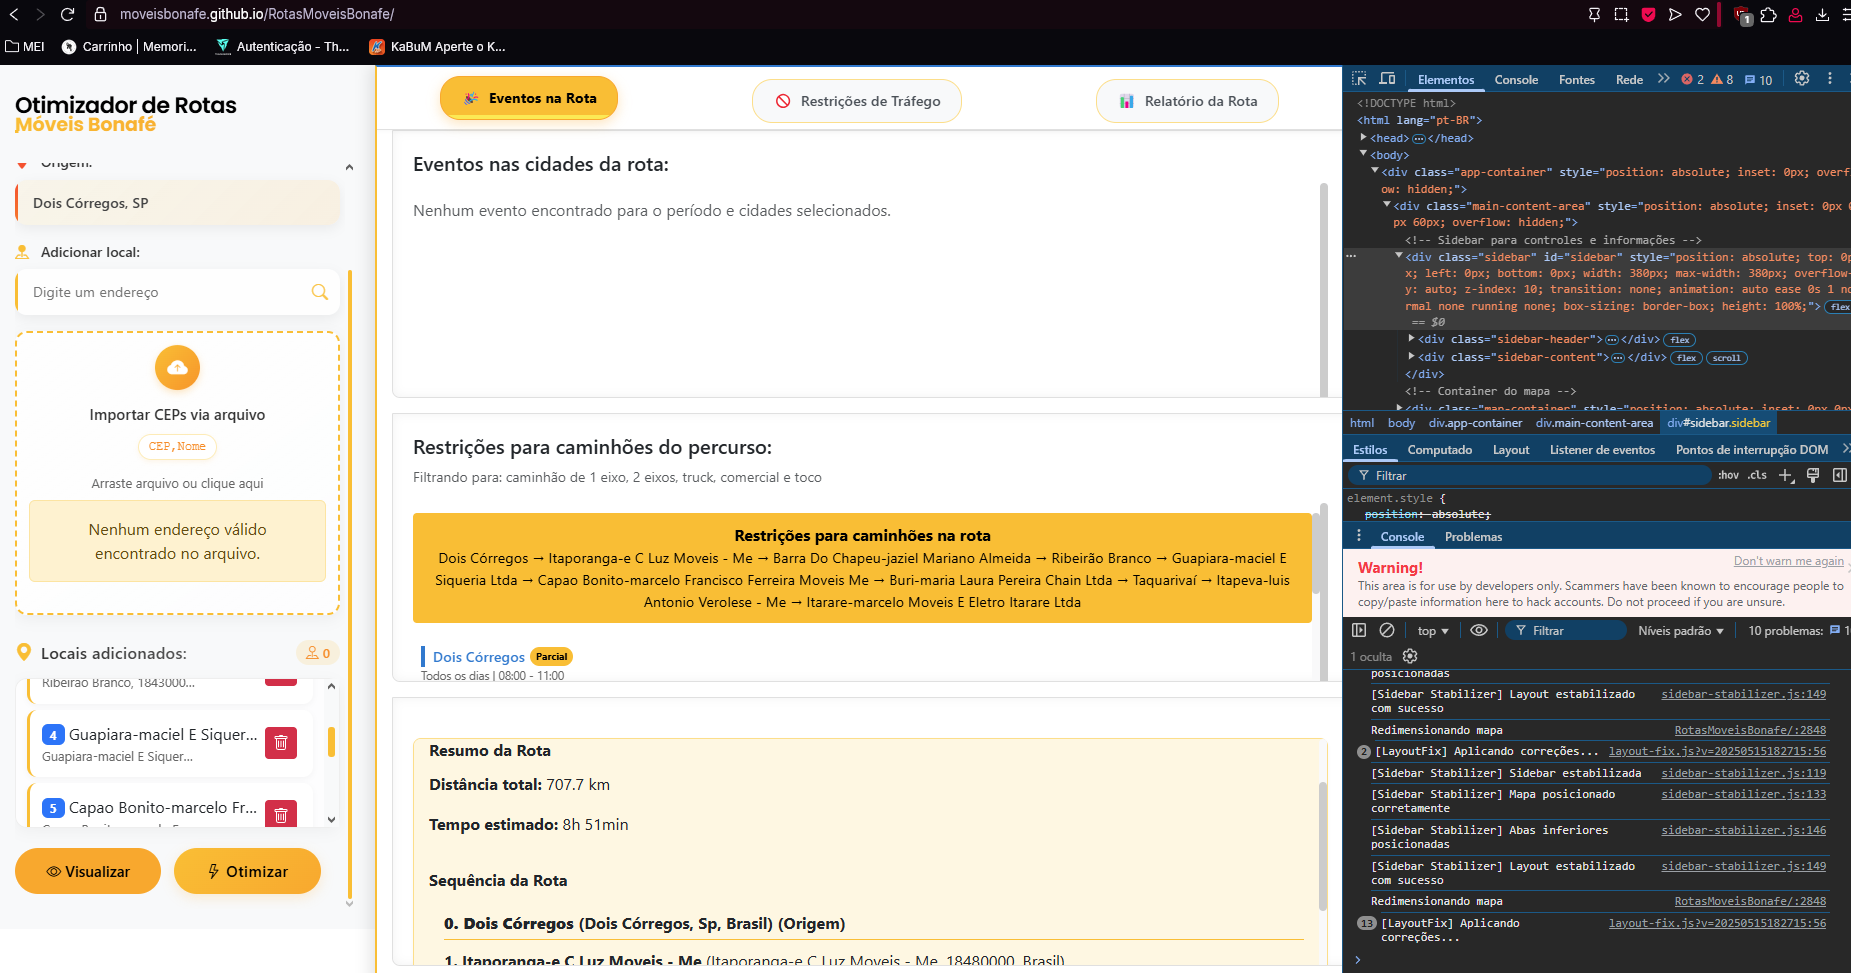 moveisbonafe.github.io/RotasMoveisBonafe/
1
MEI
Carrinho | Memori...
Autenticação - Th...
KaBuM Aperte o K...
Otimizador de Rotas
Móveis Bonafé
Origem:
Dois Córregos, SP
Adicionar local:
Digite um endereço
Importar CEPs via arquivo
CEP,Nome
Arraste arquivo ou clique aqui
Nenhum endereço válido
encontrado no arquivo.
Locais adicionados:
0
Ribeirão Branco, 1843000...
4 Guapiara-maciel E Siquer...
Guapiara-maciel E Siquer...
5 Capao Bonito-marcelo Fr...
Visualizar
Otimizar
Eventos na Rota
Restrições de Tráfego
Relatório da Rota
Eventos nas cidades da rota:
Nenhum evento encontrado para o período e cidades selecionados.
Restrições para caminhões do percurso:
Filtrando para: caminhão de 1 eixo, 2 eixos, truck, comercial e toco
Restrições para caminhões na rota
Dois Córregos → Itaporanga-e C Luz Moveis - Me → Barra Do Chapeu-jaziel Mariano Almeida → Ribeirão Branco → Guapiara-maciel E
Siqueria Ltda → Capao Bonito-marcelo Francisco Ferreira Moveis Me → Buri-maria Laura Pereira Chain Ltda → Taquarivaí → Itapeva-luis
Antonio Verolese - Me → Itarare-marcelo Moveis E Eletro Itarare Ltda
Dois Córregos Parcial
Todos os dias | 08:00 - 11:00
Resumo da Rota
Distância total: 707.7 km
Tempo estimado: 8h 51min
Sequência da Rota
0. Dois Córregos (Dois Córregos, Sp, Brasil) (Origem)
1. Itaporanga-e C Luz Moveis - Me (Itaporanga-e C Luz Moveis - Me, 18480000, Brasil)
Elementos
Console
Fontes
Rede
2
8
10
<!DOCTYPE html>
<html lang="pt-BR">
<head> </head>
<body>
<div class="app-container" style="position: absolute; inset: 0px; overfl
ow: hidden;">
<div class="main-content-area" style="position: absolute; inset: 0px 0
px 60px; overflow: hidden;">
<!-- Sidebar para controles e informações -->
<div class="sidebar" id="sidebar" style="position: absolute; top: 0p
x; left: 0px; bottom: 0px; width: 380px; max-width: 380px; overflow-
y: auto; z-index: 10; transition: none; animation: auto ease 0s 1 no
rmal none running none; box-sizing: border-box; height: 100%;"> flex
== $0
<div class="sidebar-header"> </div> flex
<div class="sidebar-content"> </div> flex scroll
</div>
<!-- Container do mapa -->
<div class="map-container" style="position: absolute; inset: 0px 0px
html body div.app-container div.main-content-area div#sidebar.sidebar
Estilos
Computado
Layout
Listener de eventos
Pontos de interrupção DOM
Filtrar
:hov .cls
element.style {
position: absolute;
Console
Problemas
Warning!
Don't warn me again
This area is for use by developers only. Scammers have been known to encourage people to
copy/paste information here to hack accounts. Do not proceed if you are unsure.
top
Filtrar
Níveis padrão
10 problemas:
1 oculta
posicionadas
[Sidebar Stabilizer] Layout estabilizado sidebar-stabilizer.js:149
com sucesso
Redimensionando mapa RotasMoveisBonafe/:2848
2 [LayoutFix] Aplicando correções... layout-fix.js?v=20250515182715:56
[Sidebar Stabilizer] Sidebar estabilizada sidebar-stabilizer.js:119
[Sidebar Stabilizer] Mapa posicionado sidebar-stabilizer.js:133
corretamente
[Sidebar Stabilizer] Abas inferiores sidebar-stabilizer.js:146
posicionadas
[Sidebar Stabilizer] Layout estabilizado sidebar-stabilizer.js:149
com sucesso
Redimensionando mapa RotasMoveisBonafe/:2848
13 [LayoutFix] Aplicando layout-fix.js?v=20250515182715:56
correções...